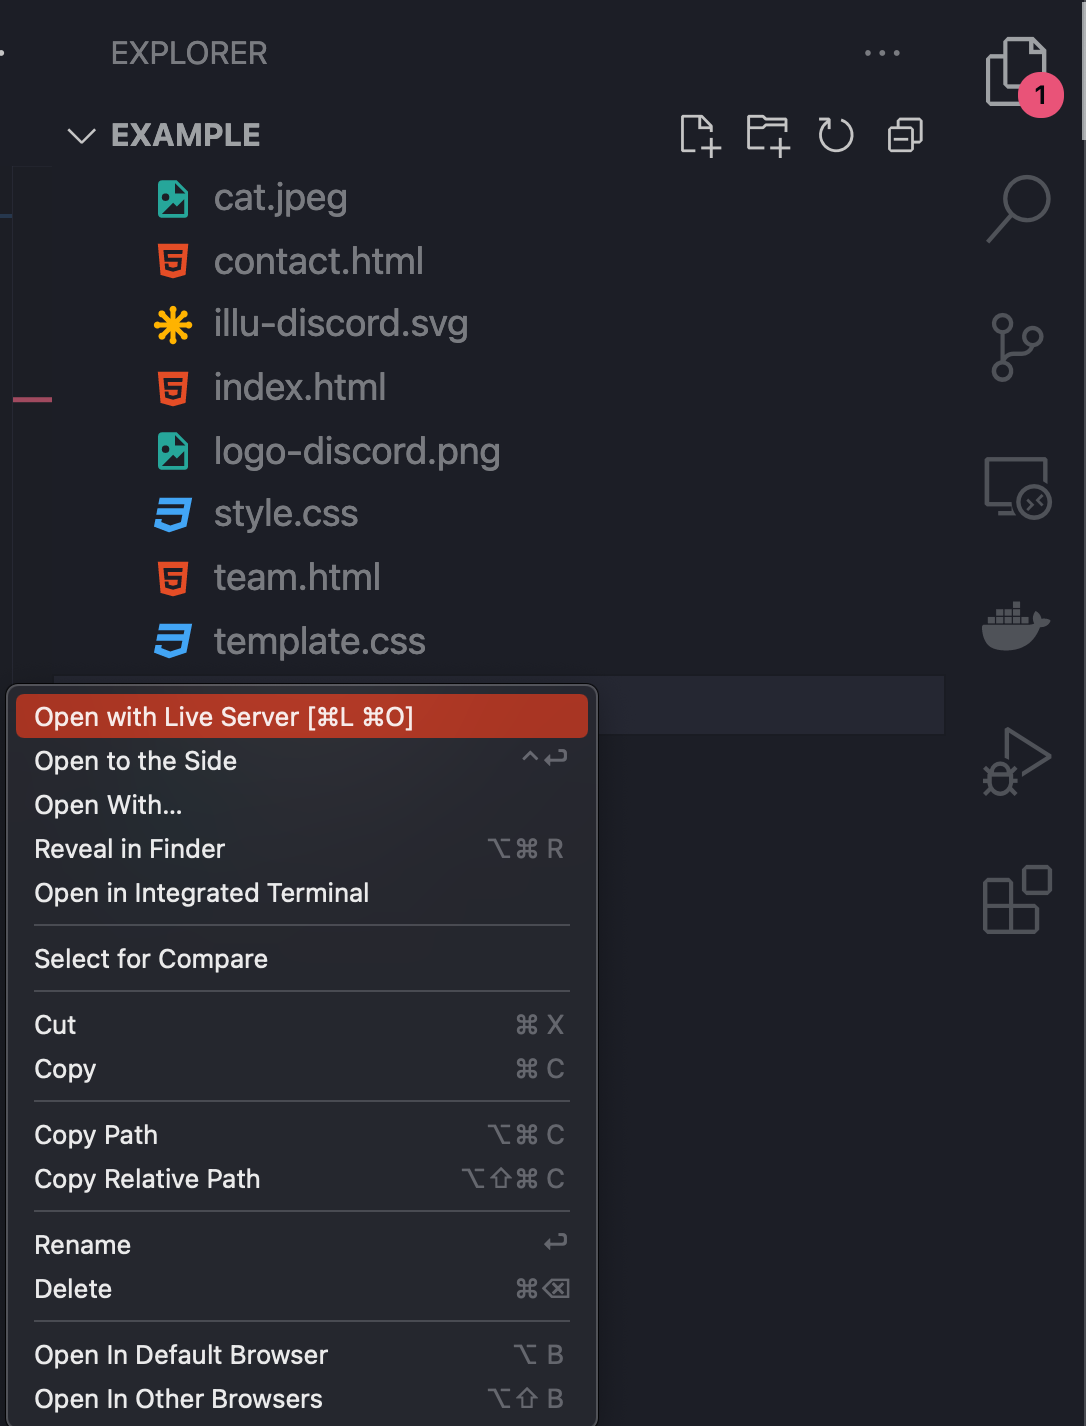 EXPLORER
1
EXAMPLE
cat.jpeg
contact.html
illu-discord.svg
index.html
logo-discord.png
style.css
team.html
template.css
Open with Live Server [⌘L ⌘O]
Open to the Side ^↩
Open With...
Reveal in Finder ⌥⌘ R
Open in Integrated Terminal
Select for Compare
Cut ⌘ X
Copy ⌘ C
Copy Path ⌥⌘ C
Copy Relative Path ⌥⇧⌘ C
Rename ↩
Delete ⌘⌫
Open In Default Browser ⌥ B
Open In Other Browsers ⌥⇧ B